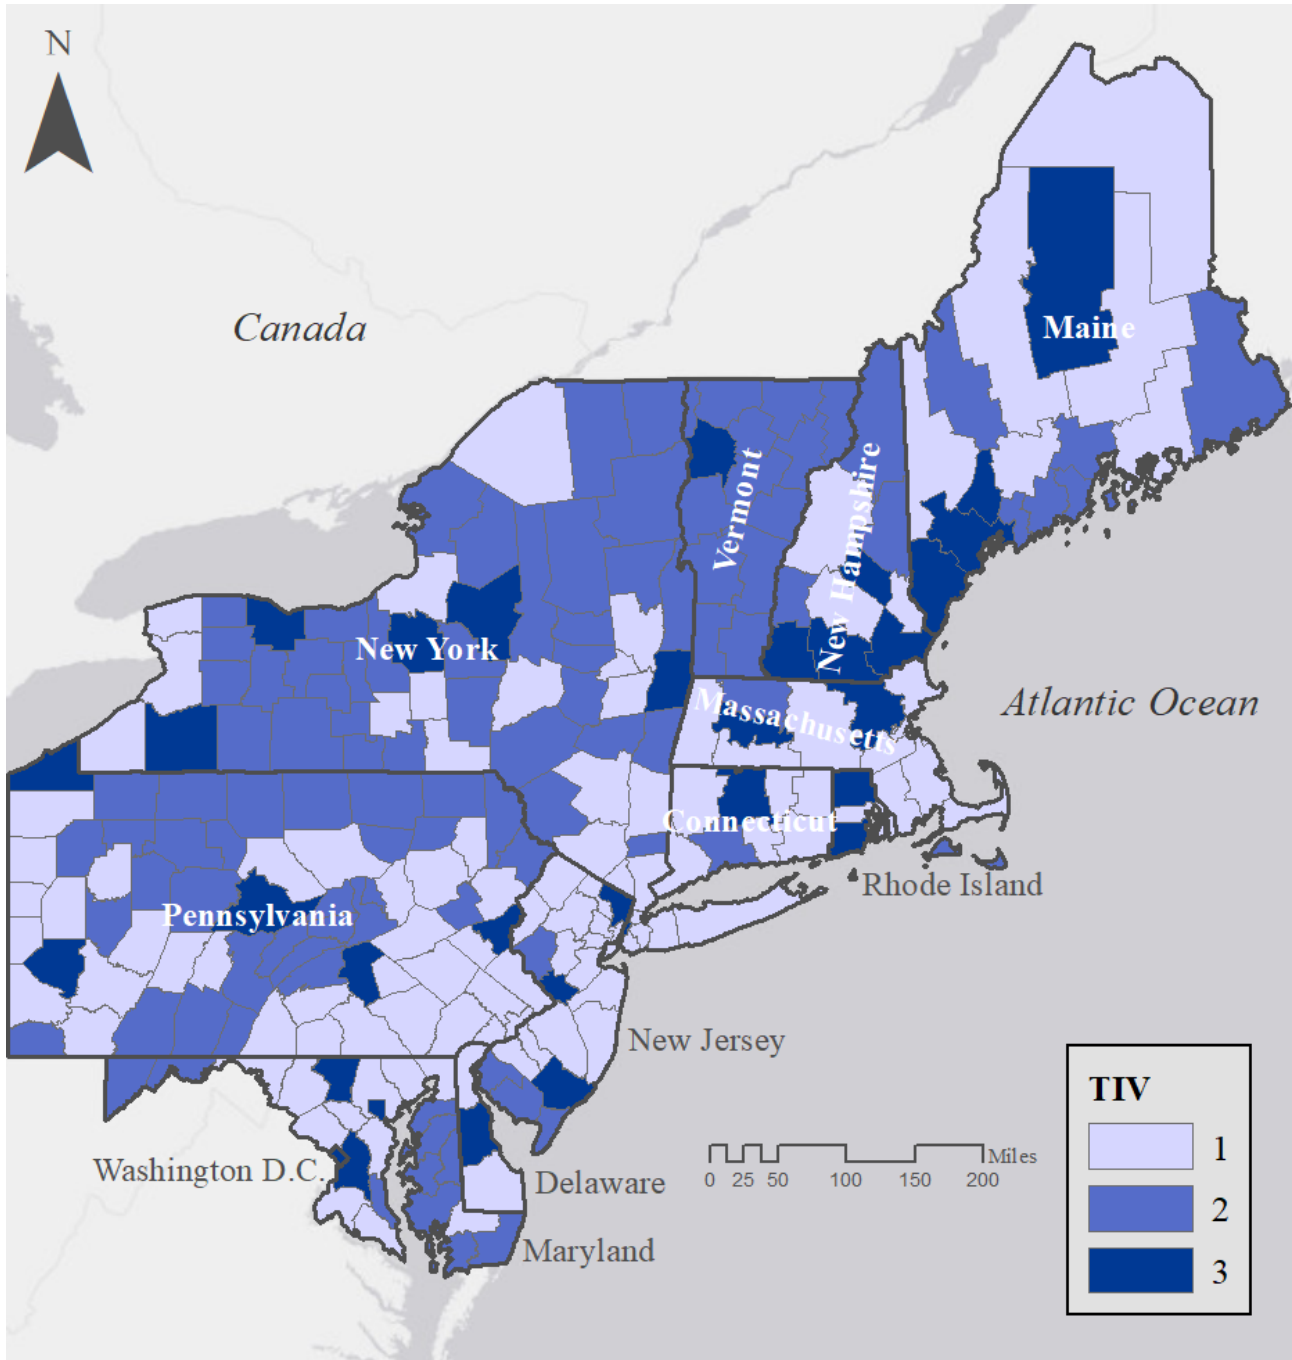 N
Canada
Maine
Vermont
New Hampshire
New York
Massachusetts
Atlantic Ocean
Connecticut
Rhode Island
Pennsylvania
New Jersey
Washington D.C.
Delaware
Maryland
Miles
0 25 50 100 150 200
TIV
1
2
3